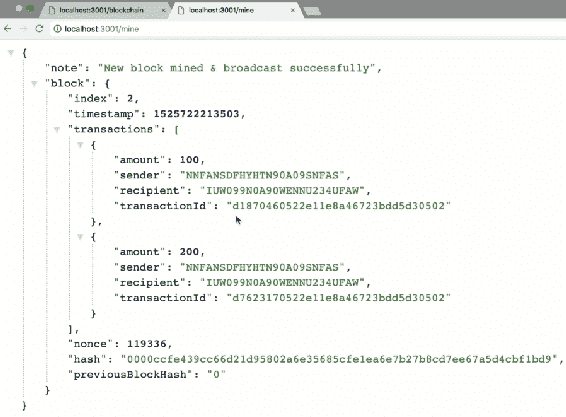 localhost:3001/blockchain
localhost:3001/mine
localhost:3001/mine
{
"note": "New block mined & broadcast successfully",
"block": {
"index": 2,
"timestamp": 1525722213503,
"transactions": [
{
"amount": 100,
"sender": "NNFANSDFHYHTN90A09SNFAS",
"recipient": "IUW099N0A90WENNU234UFAW",
"transactionId": "d1870460522e11e8a46723bdd5d30502"
},
{
"amount": 200,
"sender": "NNFANSDFHYHTN90A09SNFAS",
"recipient": "IUW099N0A90WENNU234UFAW",
"transactionId": "d7623170522e11e8a46723bdd5d30502"
}
],
"nonce": 119336,
"hash": "0000ccfe439cc66d21d95802a6e35685cfe1ea6e7b27b8cd7ee67a5d4cbf1bd9",
"previousBlockHash": "0"
}
}